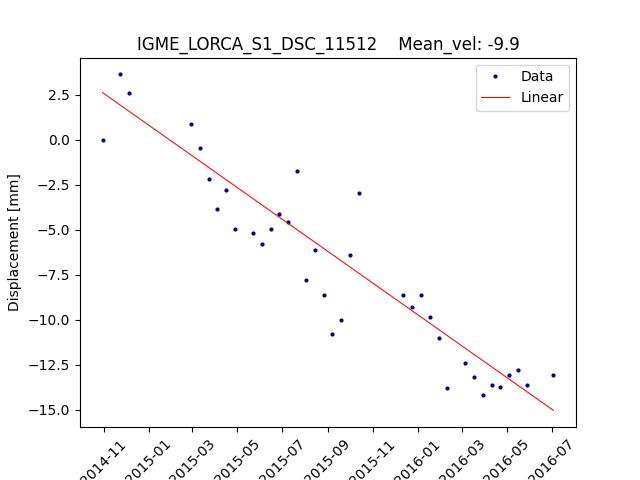 IGME_LORCA_S1_DSC_11512    Mean_vel: -9.9
Data
Linear
Displacement [mm]
2.5
0.0
−2.5
−5.0
−7.5
−10.0
−12.5
−15.0
2014-11 2015-01 2015-03 2015-05 2015-07 2015-09 2015-11 2016-01 2016-03 2016-05 2016-07